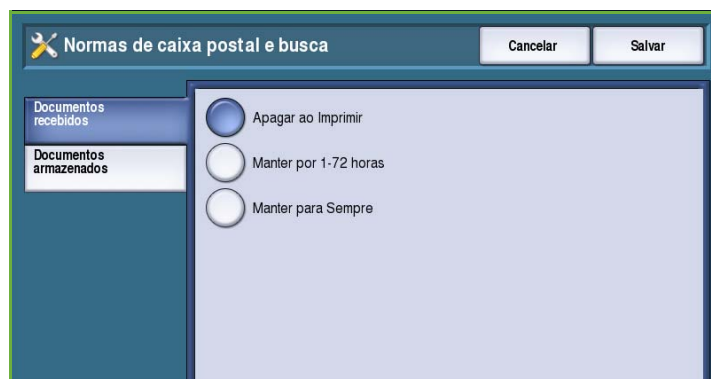 Normas de caixa postal e busca
Cancelar
Salvar
Documentos
recebidos
Documentos
armazenados
Apagar ao Imprimir
Manter por 1-72 horas
Manter para Sempre